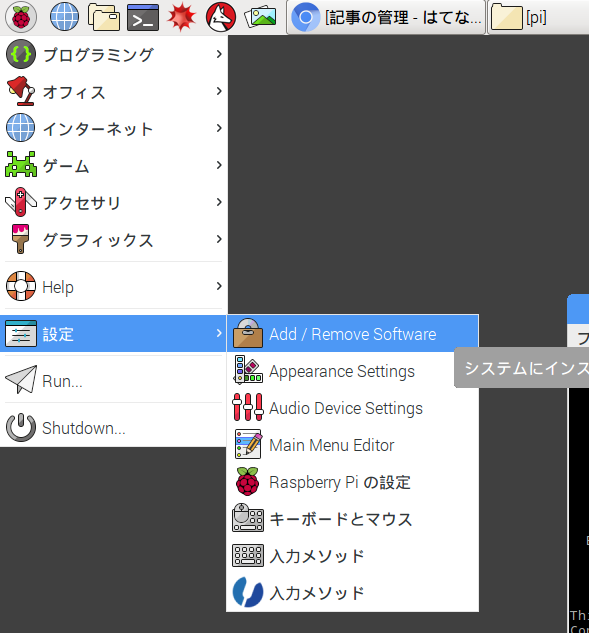 [記事の管理 - はてな...
[pi]
プログラミング
オフィス
インターネット
ゲーム
アクセサリ
グラフィックス
Help
設定
Run...
Shutdown...
Add / Remove Software
Appearance Settings
Audio Device Settings
Main Menu Editor
Raspberry Pi の設定
キーボードとマウス
入力メソッド
入力メソッド
システムにインス
フ
E
Thi
Com